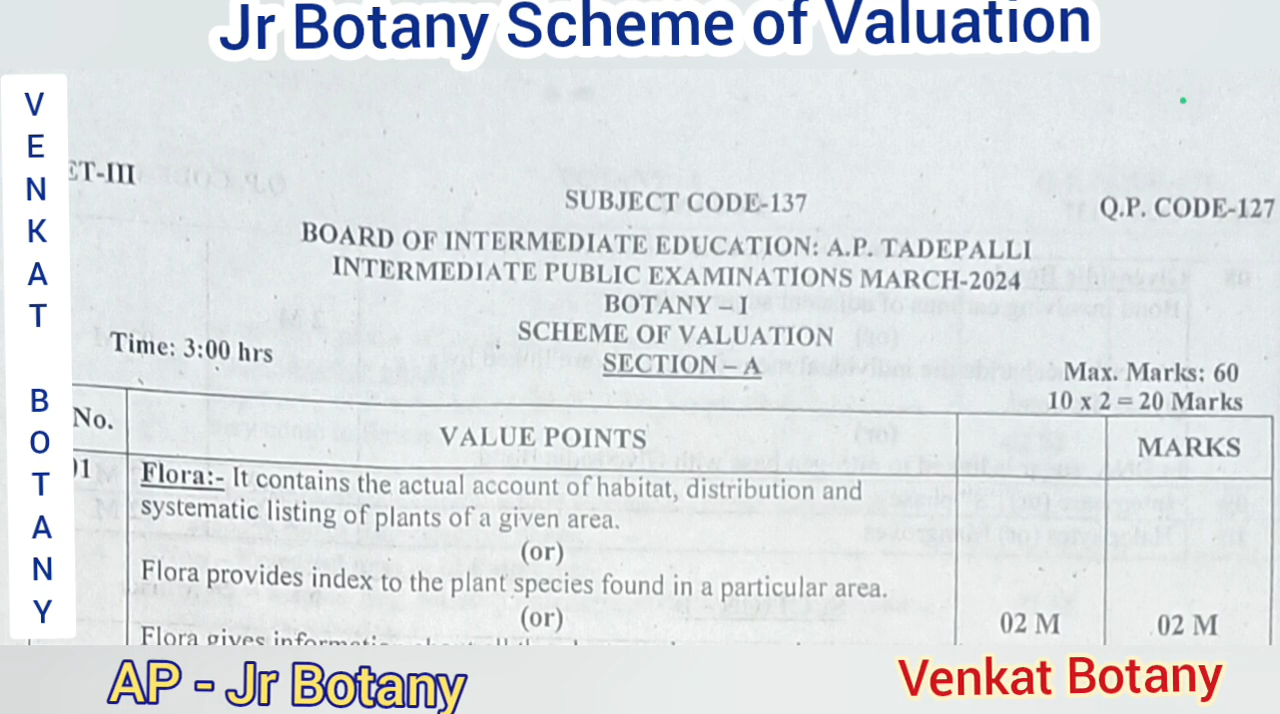 Jr Botany Scheme of Valuation
VENKAT BOTANY
ET-III
SUBJECT CODE-137
Q.P. CODE-127
BOARD OF INTERMEDIATE EDUCATION: A.P. TADEPALLI
INTERMEDIATE PUBLIC EXAMINATIONS MARCH-2024
BOTANY – I
SCHEME OF VALUATION
Time: 3:00 hrs
SECTION – A
Max. Marks: 60
10 x 2 = 20 Marks
No.
VALUE POINTS
MARKS
01
Flora:- It contains the actual account of habitat, distribution and
systematic listing of plants of a given area.
(or)
Flora provides index to the plant species found in a particular area.
(or)
02 M
02 M
Flora gives information
AP - Jr Botany
Venkat Botany